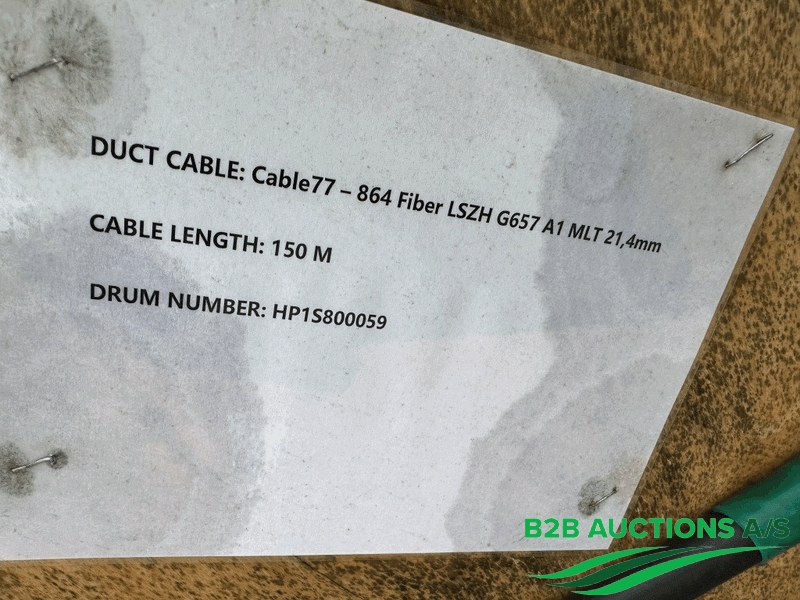 DUCT CABLE: Cable77 – 864 Fiber LSZH G657 A1 MLT 21,4mm
CABLE LENGTH: 150 M
DRUM NUMBER: HP1S800059
B2B AUCTIONS A/S